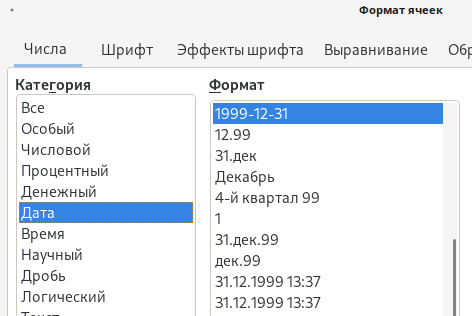 Формат ячеек
Числа Шрифт Эффекты шрифта Выравнивание Обр
Категория
Все
Особый
Числовой
Процентный
Денежный
Дата
Время
Научный
Дробь
Логический
Текст
Формат
1999-12-31
12.99
31.дек
Декабрь
4-й квартал 99
1
31.дек.99
дек.99
31.12.1999 13:37
31.12.1999 13:37